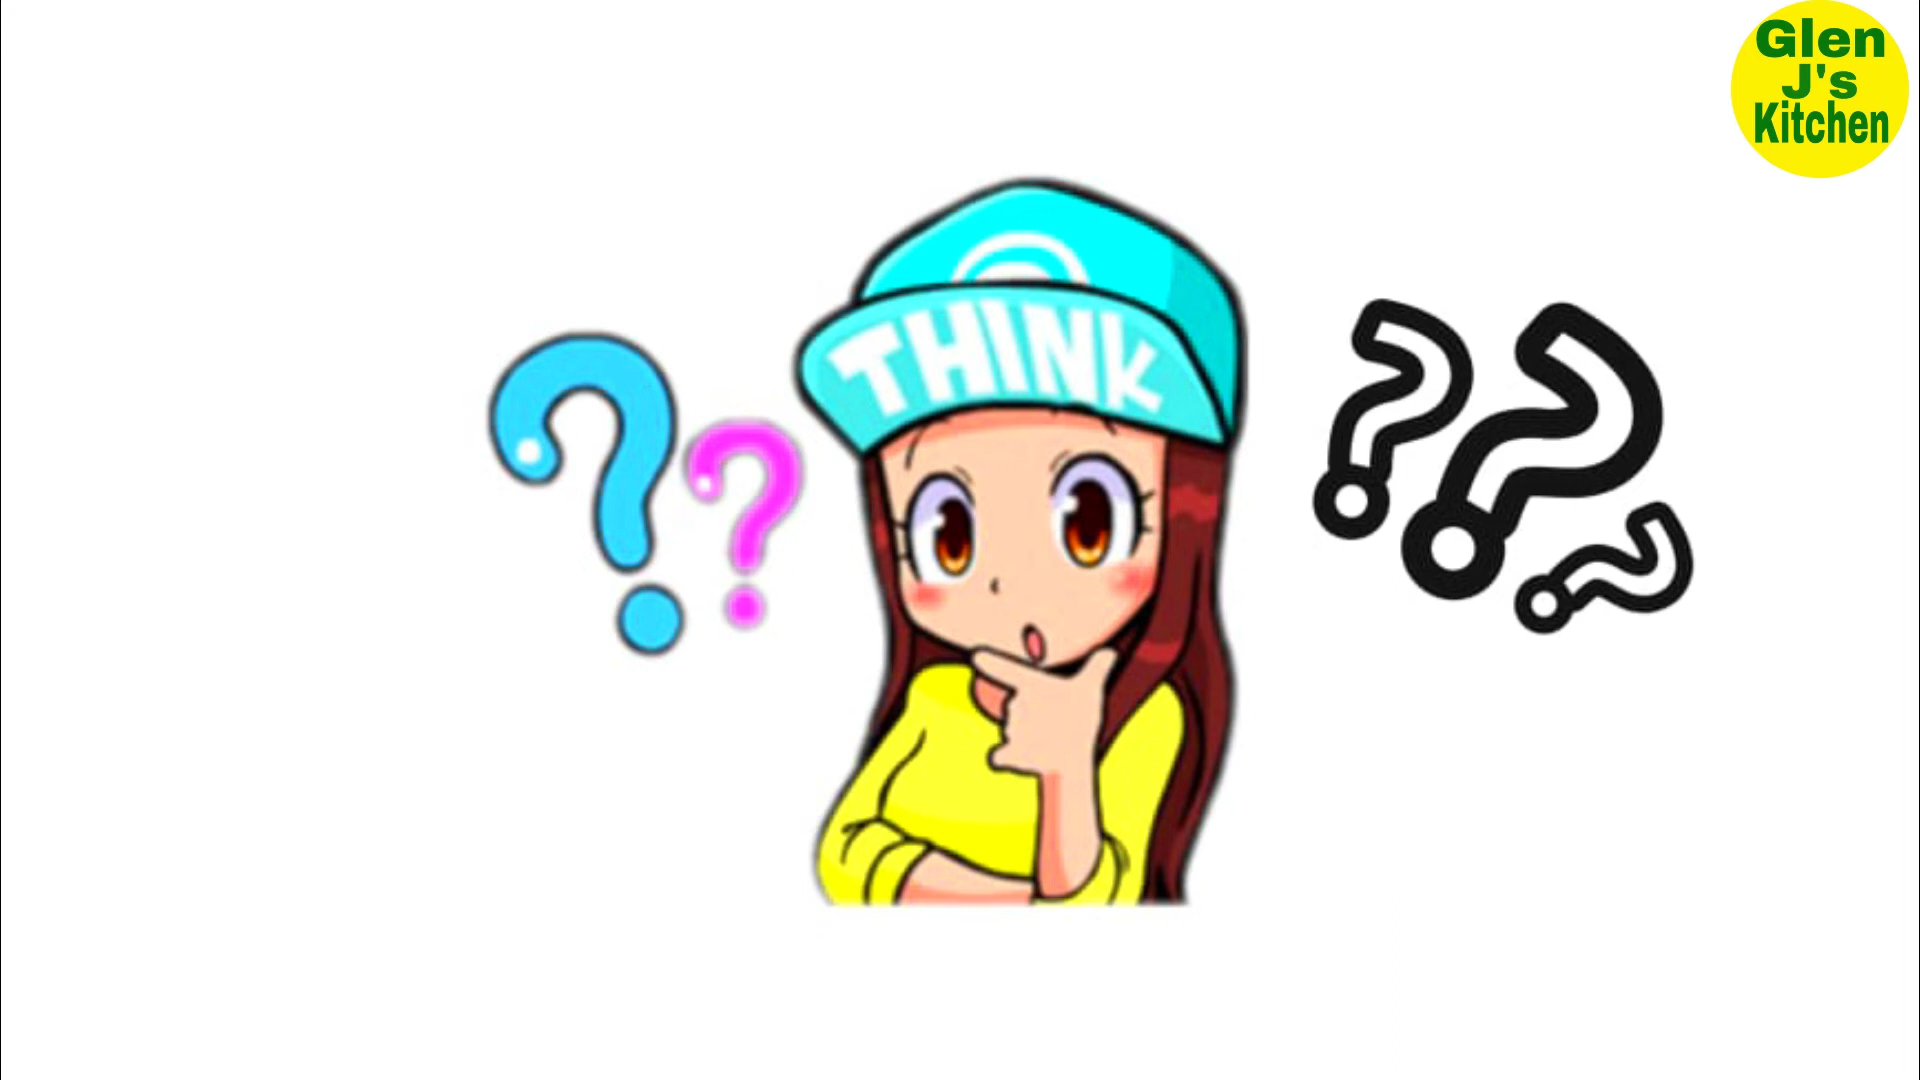 Glen
J's
Kitchen
THINK
? ?
? ? ?